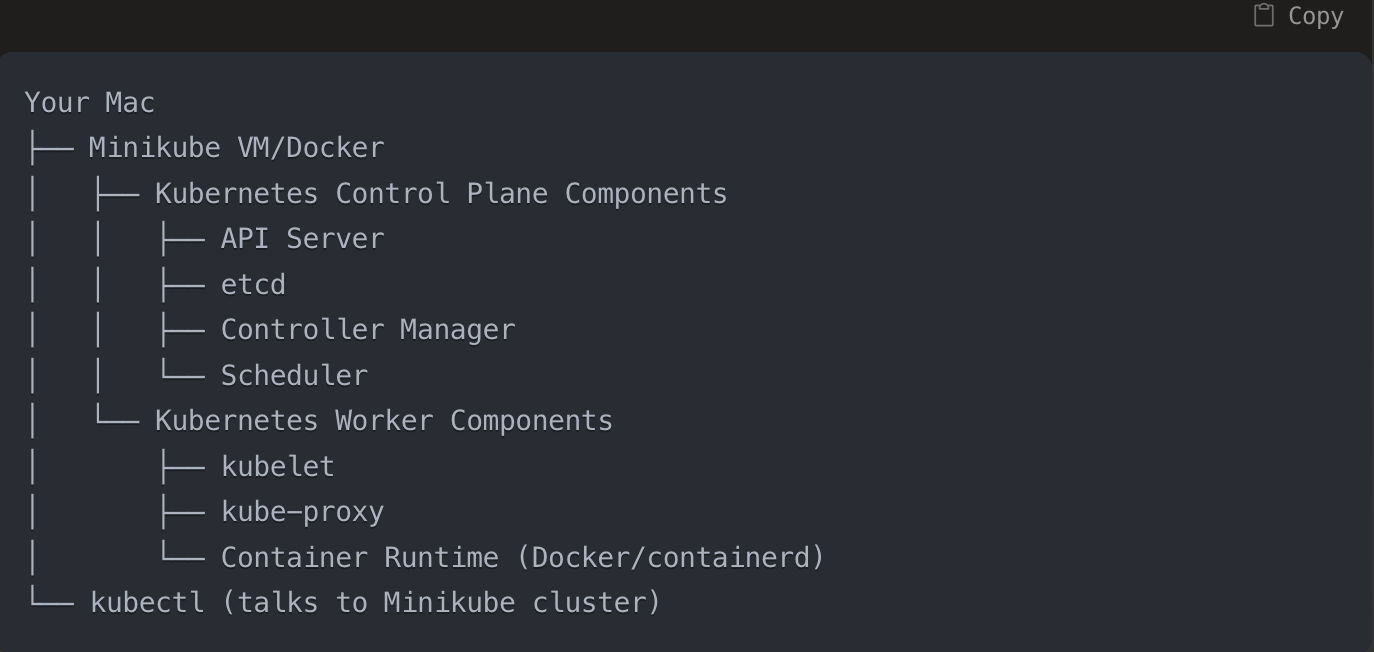 Copy
Your Mac
├── Minikube VM/Docker
│   ├── Kubernetes Control Plane Components
│   │   ├── API Server
│   │   ├── etcd
│   │   ├── Controller Manager
│   │   └── Scheduler
│   └── Kubernetes Worker Components
│       ├── kubelet
│       ├── kube-proxy
│       └── Container Runtime (Docker/containerd)
└── kubectl (talks to Minikube cluster)